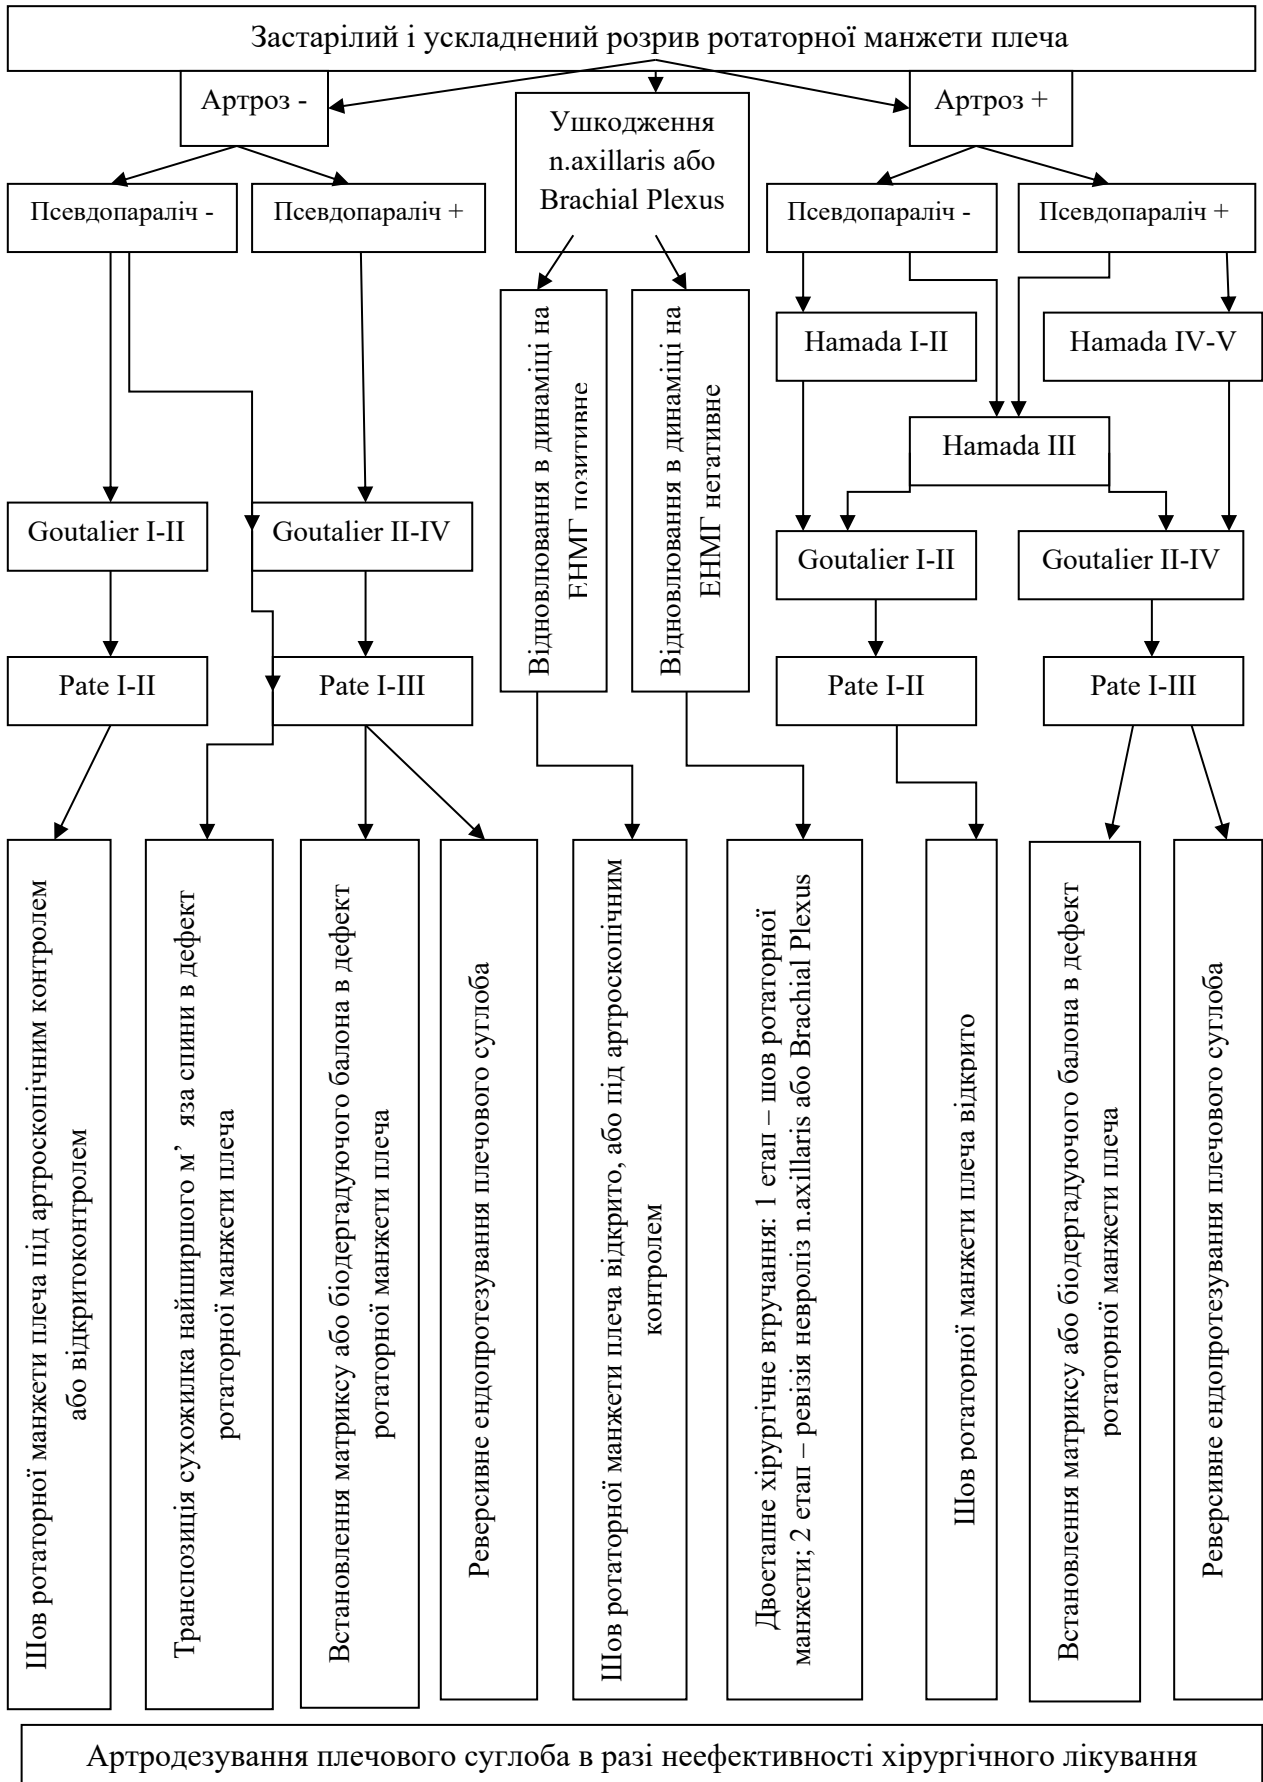 Застарілий і ускладнений розрив ротаторної манжети плеча
Артроз -
Ушкодження
n.axillaris або
Brachial Plexus
Артроз +
Псевдопараліч -
Псевдопараліч +
Псевдопараліч -
Псевдопараліч +
Відновлювання в динаміці на
ЕНМГ позитивне
Відновлювання в динаміці на
ЕНМГ негативне
Hamada I-II
Hamada IV-V
Hamada III
Goutalier I-II
Goutalier II-IV
Goutalier I-II
Goutalier II-IV
Pate I-II
Pate I-III
Pate I-II
Pate I-III
Шов ротаторної манжети плеча під артроскопічним контролем
або відкритоконтролем
Транспозиція сухожилка найширшого м’ яза спини в дефект
ротаторної манжети плеча
Встановлення матриксу або біодергадуючого балона в дефект
ротаторної манжети плеча
Реверсивне ендопротезування плечового суглоба
Шов ротаторної манжети плеча відкрито, або під артроскопічним
контролем
Двоетапне хірургічне втручання: 1 етап – шов ротаторної
манжети; 2 етап – ревізія невроліз n.axillaris або Brachial Plexus
Шов ротаторної манжети плеча відкрито
Встановлення матриксу або біодергадуючого балона в дефект
ротаторної манжети плеча
Реверсивне ендопротезування плечового суглоба
Артродезування плечового суглоба в разі неефективності хірургічного лікування